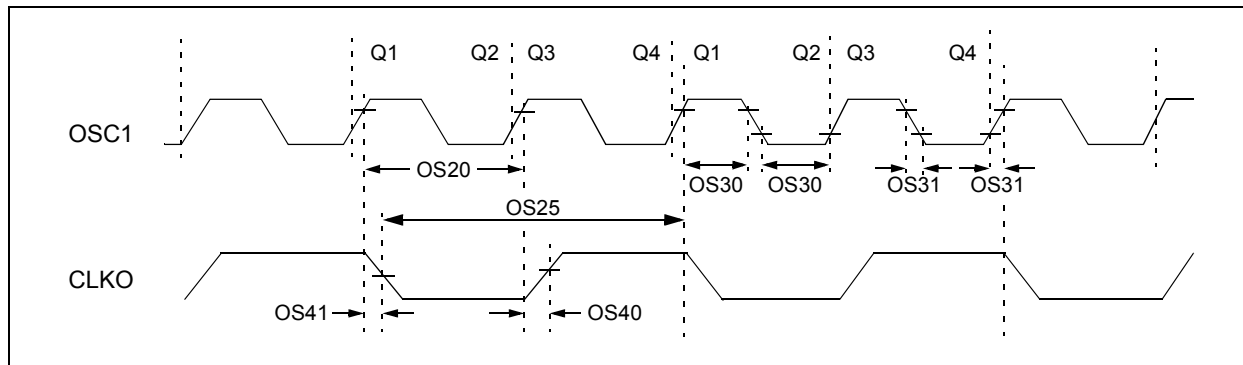 Q1 Q2 Q3 Q4 Q1 Q2 Q3 Q4
OSC1
OS20 OS30 OS30 OS31 OS31
OS25
CLKO
OS41 OS40